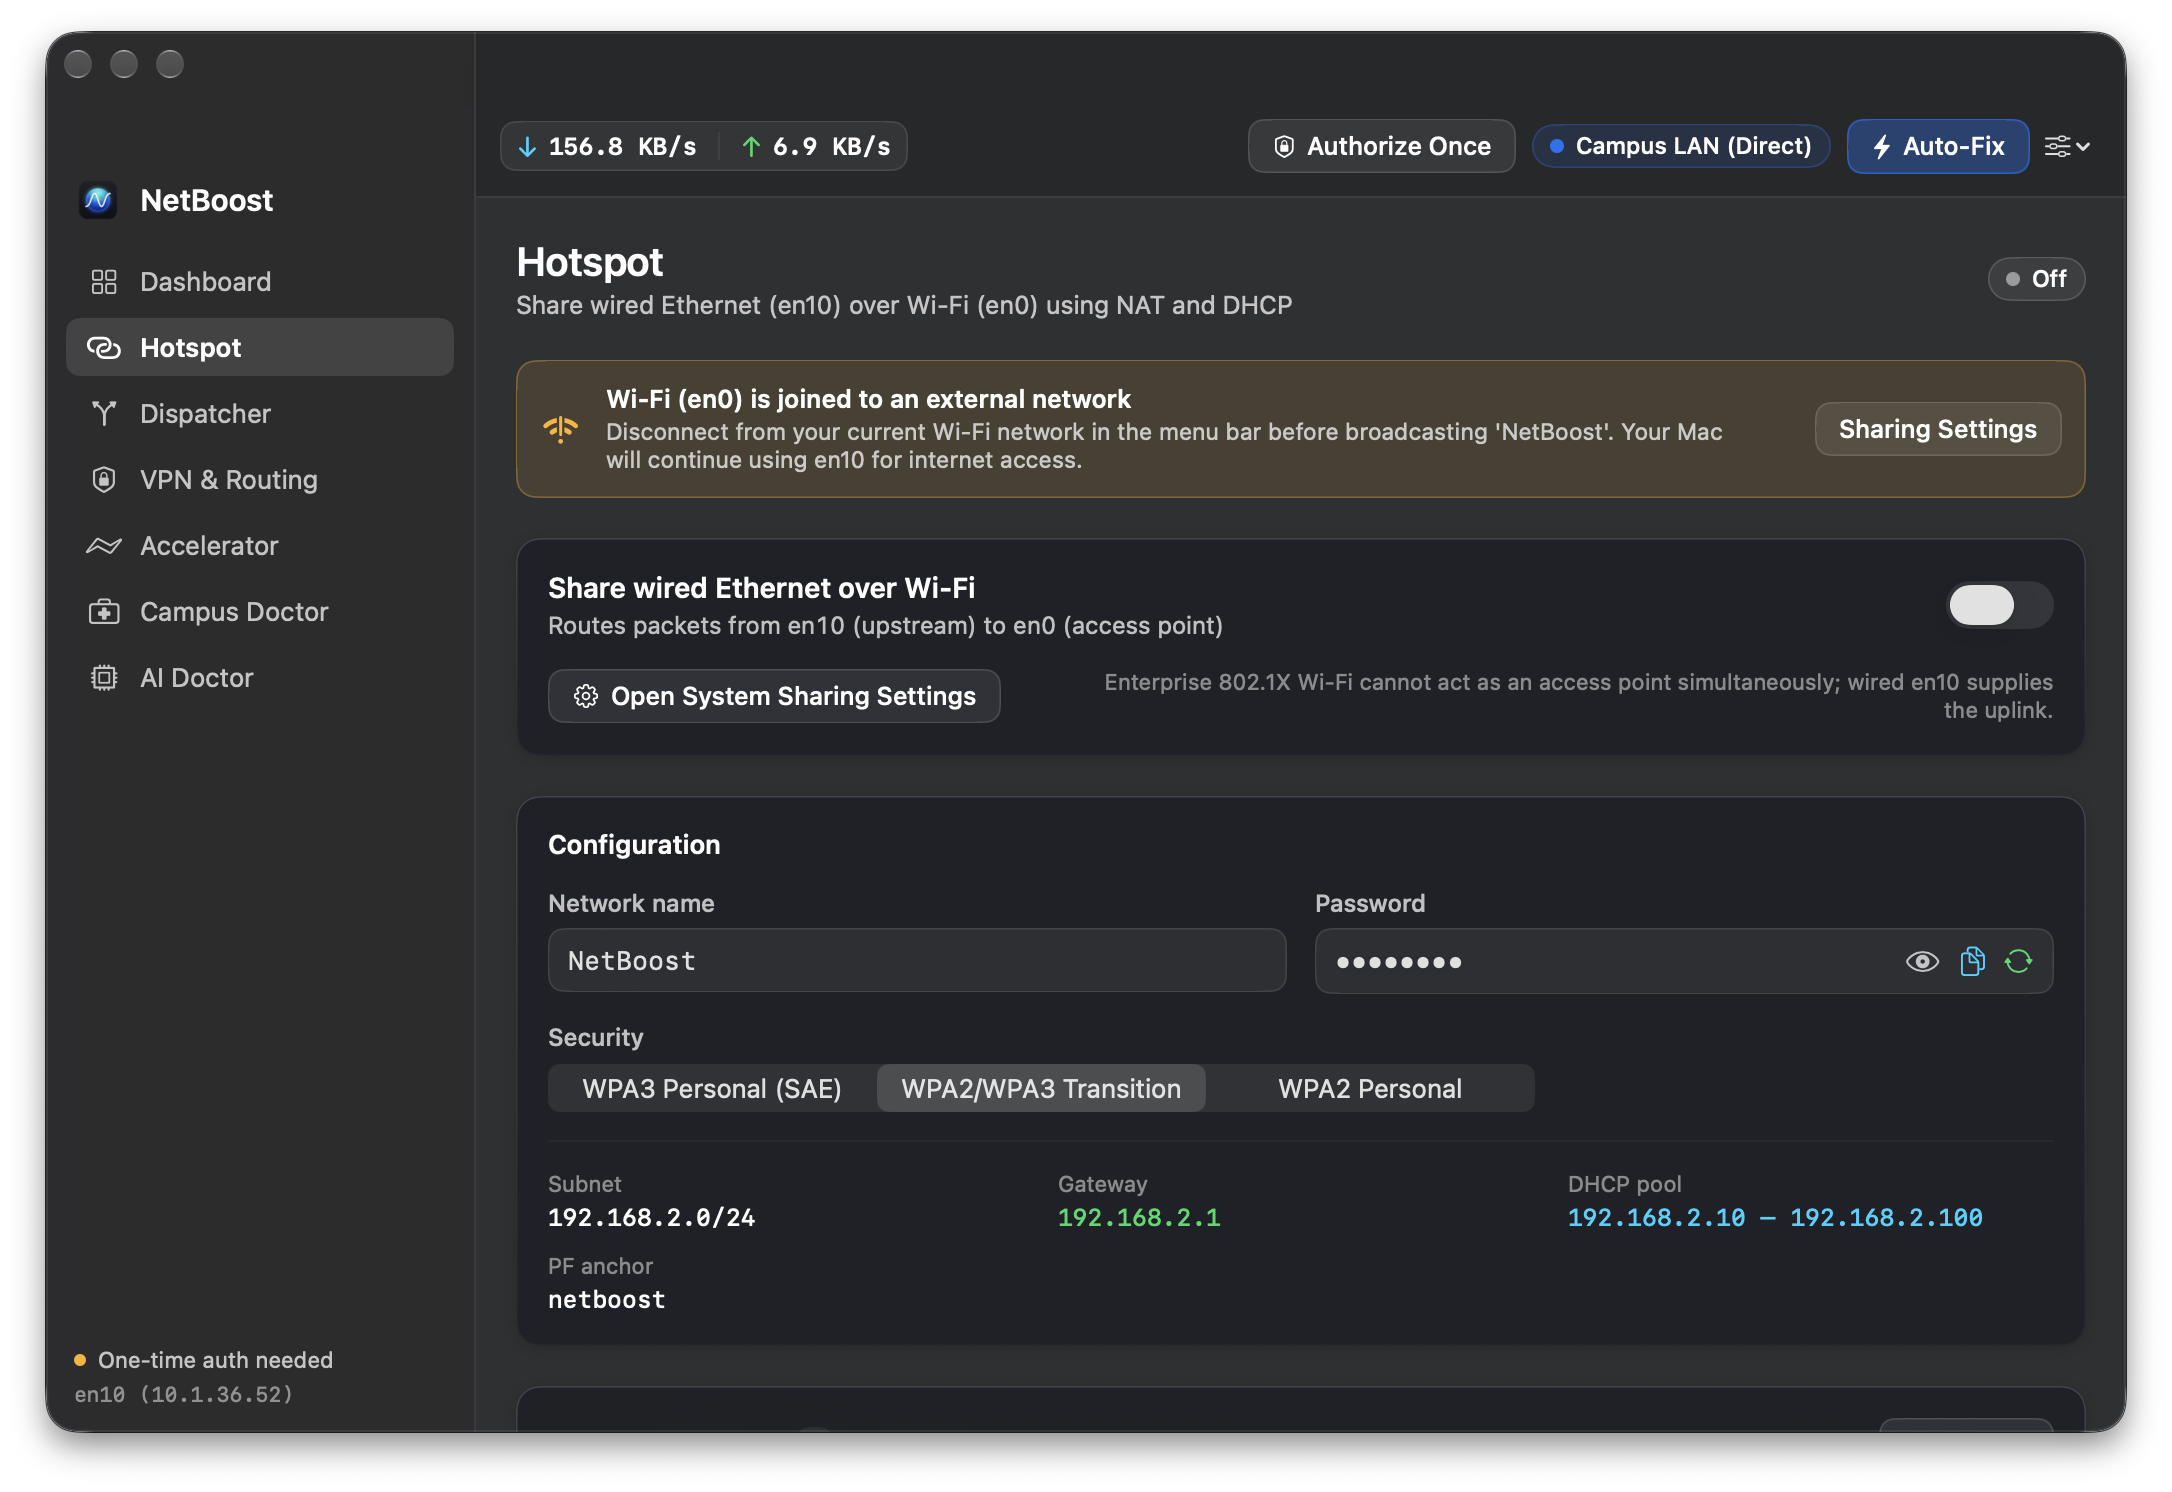 156.8 KB/s
6.9 KB/s
Authorize Once
Campus LAN (Direct)
Auto-Fix
NetBoost
Dashboard
Hotspot
Dispatcher
VPN & Routing
Accelerator
Campus Doctor
AI Doctor
One-time auth needed
en10 (10.1.36.52)
Hotspot
Share wired Ethernet (en10) over Wi-Fi (en0) using NAT and DHCP
Off
Wi-Fi (en0) is joined to an external network
Disconnect from your current Wi-Fi network in the menu bar before broadcasting 'NetBoost'. Your Mac
will continue using en10 for internet access.
Sharing Settings
Share wired Ethernet over Wi-Fi
Routes packets from en10 (upstream) to en0 (access point)
Open System Sharing Settings
Enterprise 802.1X Wi-Fi cannot act as an access point simultaneously; wired en10 supplies
the uplink.
Configuration
Network name
NetBoost
Password
••••••••
Security
WPA3 Personal (SAE)
WPA2/WPA3 Transition
WPA2 Personal
Subnet
192.168.2.0/24
Gateway
192.168.2.1
DHCP pool
192.168.2.10 – 192.168.2.100
PF anchor
netboost